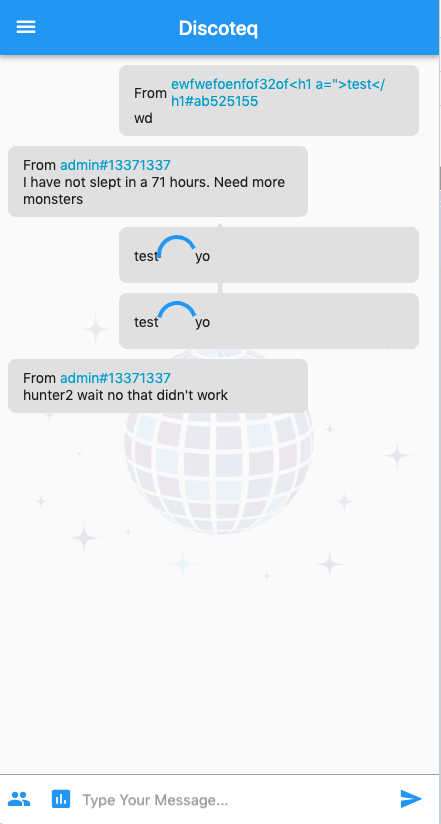 Discoteq
From ewfwefoenfof32of<h1 a=">test</
h1#ab525155
wd
From admin#13371337
I have not slept in a 71 hours. Need more
monsters
test yo
test yo
From admin#13371337
hunter2 wait no that didn't work
Type Your Message...